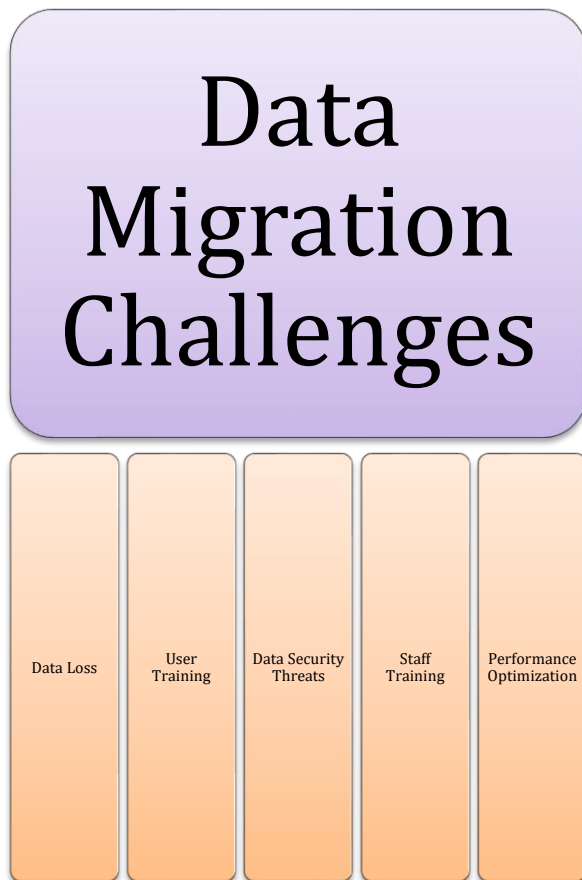 Data
Migration
Challenges
Data Loss
User
Training
Data Security
Threats
Staff
Training
Performance
Optimization